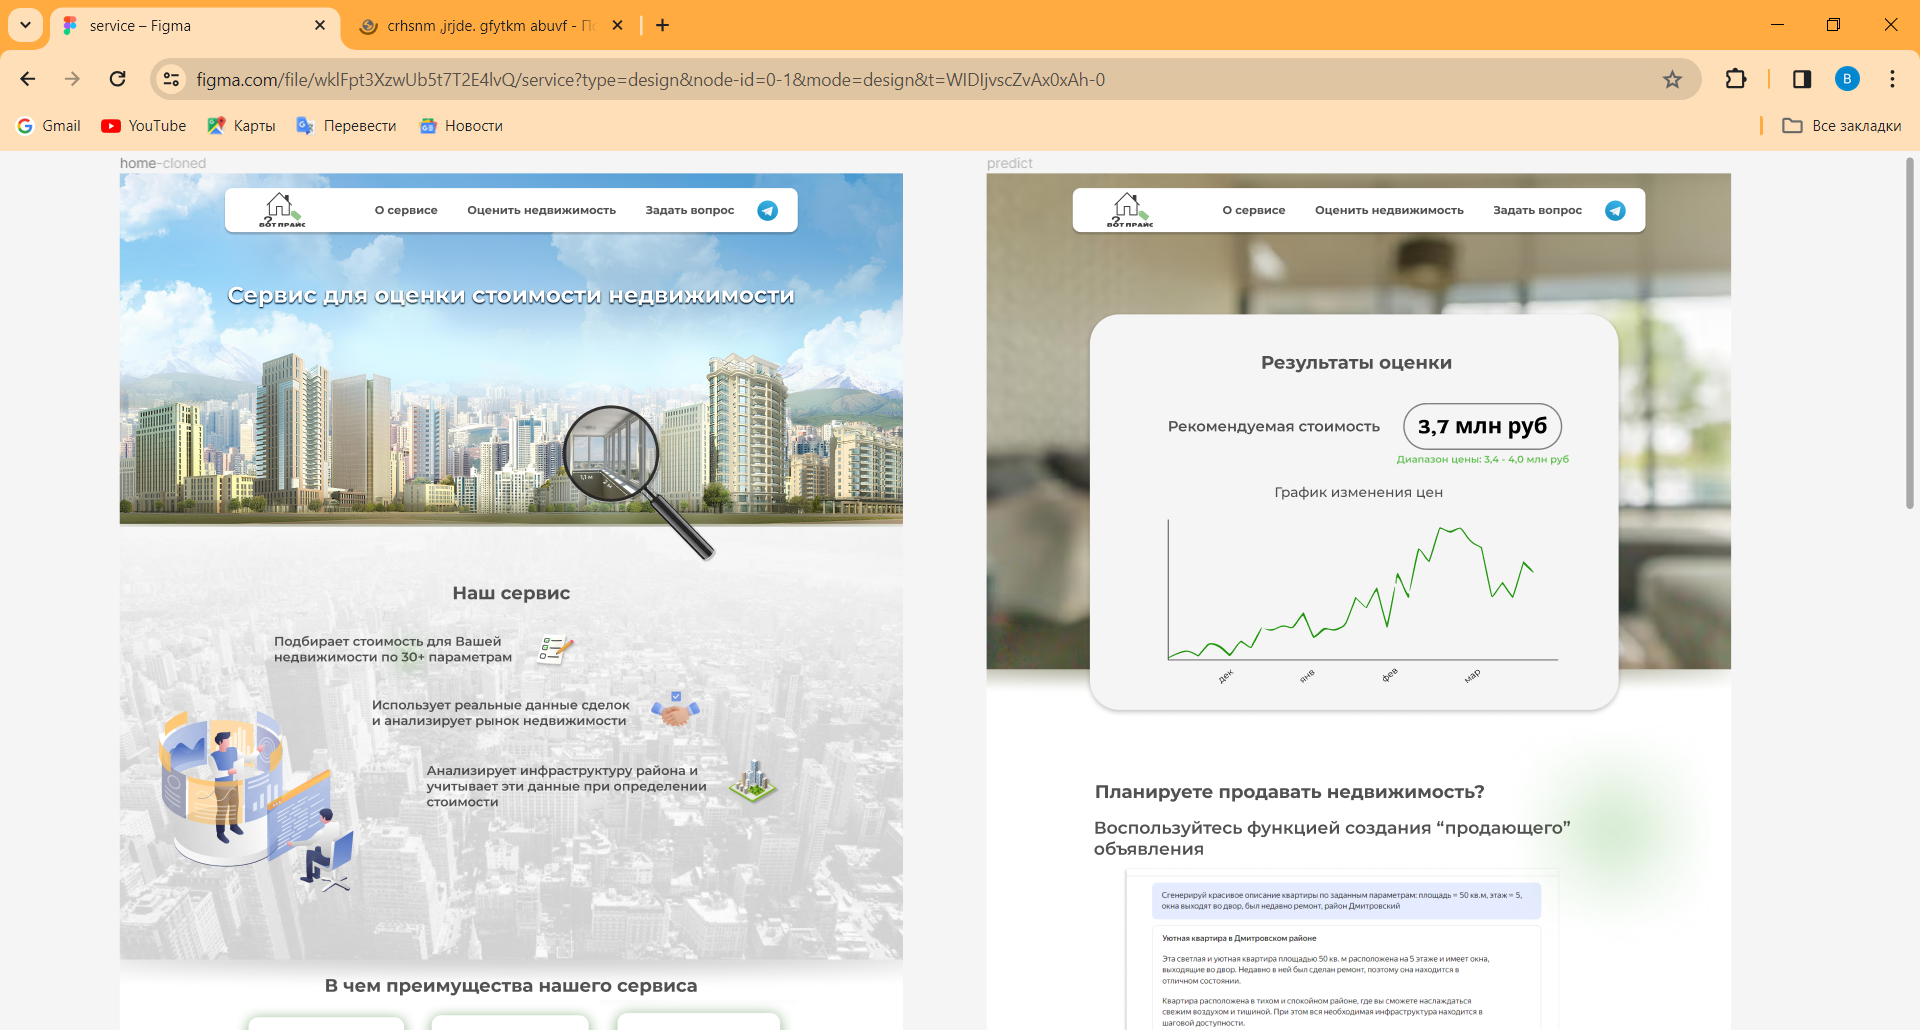 service – Figma
crhsnm ,jrjde. gfytkm abuvf - По
figma.com/file/wklFpt3XzwUb5t7T2E4lvQ/service?type=design&node-id=0-1&mode=design&t=WIDIjvscZvAx0xAh-0
B
Gmail
YouTube
Карты
Перевести
Новости
Все закладки
home-cloned
ВОТ ПРАЙС
О сервисе
Оценить недвижимость
Задать вопрос
Сервис для оценки стоимости недвижимости
1,1 м
Наш сервис
Подбирает стоимость для Вашей
недвижимости по 30+ параметрам
Использует реальные данные сделок
и анализирует рынок недвижимости
Анализирует инфраструктуру района и
учитывает эти данные при определении
стоимости
В чем преимущества нашего сервиса
predict
ВОТ ПРАЙС
О сервисе
Оценить недвижимость
Задать вопрос
Результаты оценки
Рекомендуемая стоимость
3,7 млн руб
Диапазон цены: 3,4 - 4,0 млн руб
График изменения цен
дек
янв
фев
мар
Планируете продавать недвижимость?
Воспользуйтесь функцией создания “продающего”
объявления
Сгенерируй красивое описание квартиры по заданным параметрам: площадь = 50 кв.м, этаж = 5,
окна выходят во двор, был недавно ремонт, район Дмитровский
Уютная квартира в Дмитровском районе
Эта светлая и уютная квартира площадью 50 кв. м расположена на 5 этаже и имеет окна,
выходящие во двор. Недавно в ней был сделан ремонт, поэтому она находится в
отличном состоянии.
Квартира расположена в тихом и спокойном районе, где вы сможете наслаждаться
свежим воздухом и тишиной. При этом вся необходимая инфраструктура находится в
шаговой доступности.